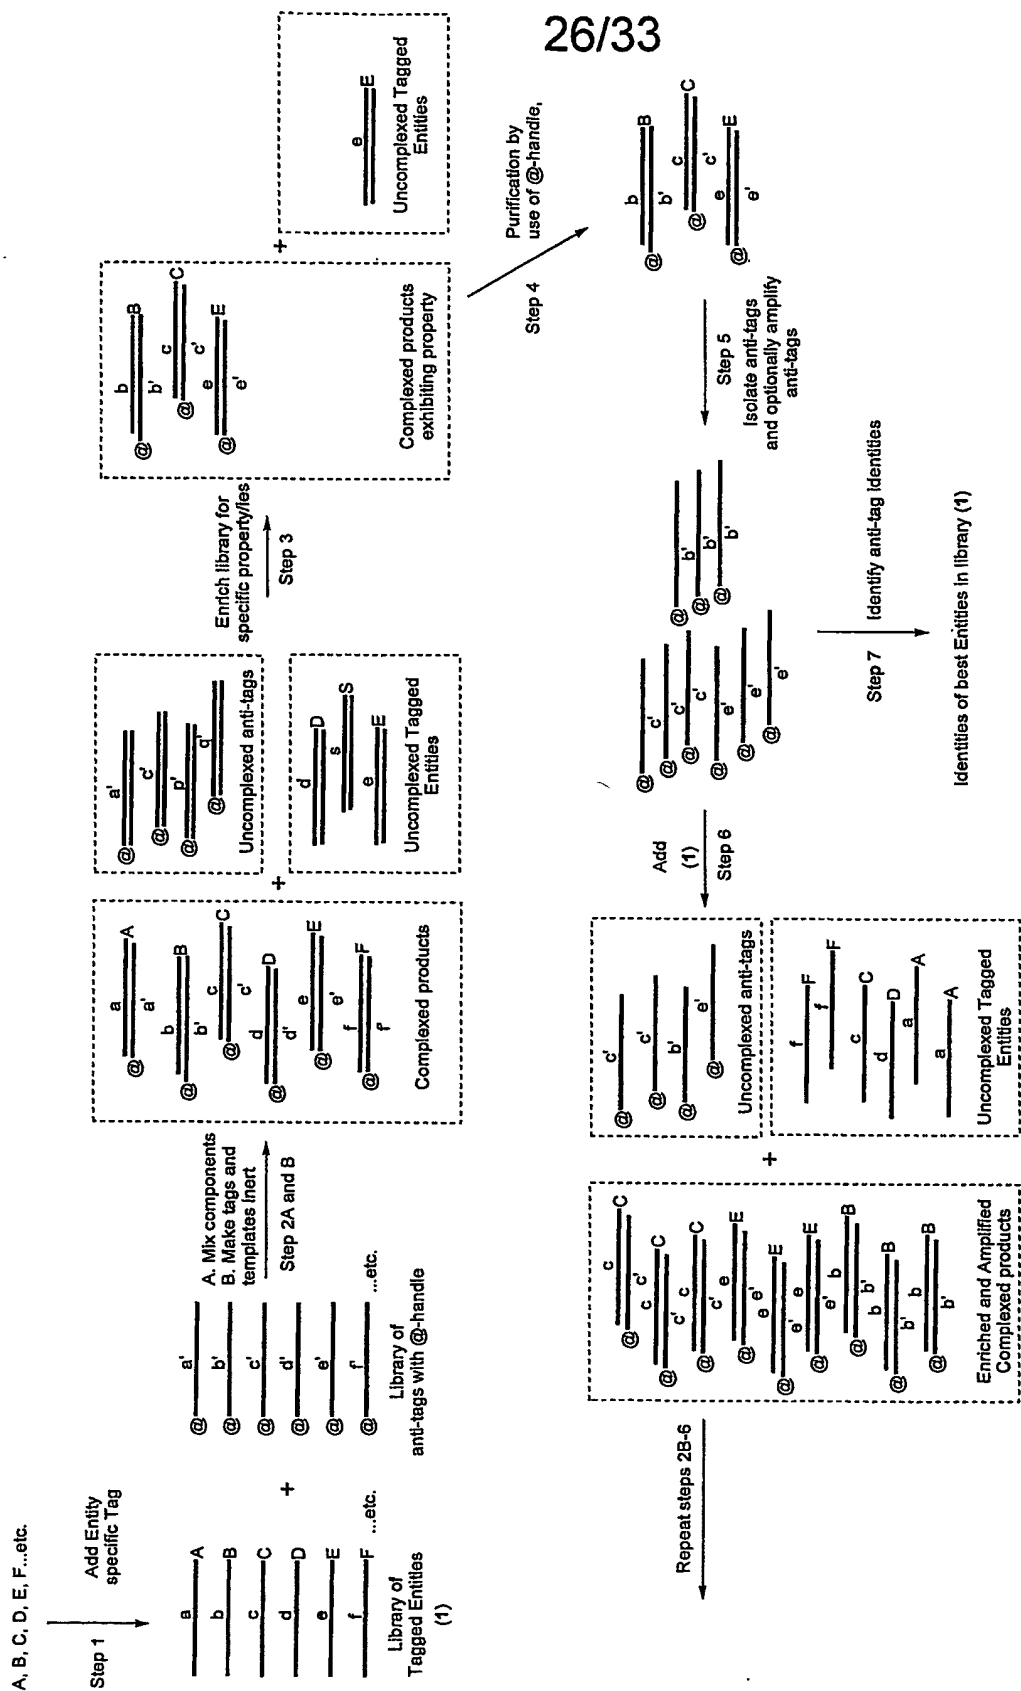 26/33
A, B, C, D, E, F...etc.
Step 1
Add Entity
specific Tag
a
A
b
B
c
C
d
D
e
E
f
F
...etc.
Library of
Tagged Entities
(1)
+
@
a'
@
b'
@
c'
@
d'
@
e'
@
f'
...etc.
Library of
anti-tags with @-handle
A. Mix components
B. Make tags and
templates inert
Step 2A and B
a
A
@
a'
b
B
@
b'
c
C
@
c'
d
D
@
d'
e
E
@
e'
f
F
@
f'
Complexed products
+
a'
@
c'
@
p'
@
q'
@
Uncomplexed anti-tags
d
D
s
S
e
E
Uncomplexed Tagged
Entities
Enrich library for
specific property/ies
Step 3
b
B
@
b'
c
C
@
c'
e
E
@
e'
Complexed products
exhibiting property
+
e
E
Uncomplexed Tagged
Entities
Step 4
Purification by
use of @-handle,
b
B
@
b'
c
C
@
c'
e
E
@
e'
Step 5
Isolate anti-tags
and optionally amplify
anti-tags
@
c'
@
c'
@
c'
@
e'
@
e'
@
e'
@
b'
@
b'
@
b'
Step 7
Identify anti-tag identities
Identities of best Entities in library (1)
Add
(1)
Step 6
c
C
@
c'
c
C
@
c'
c
C
@
c'
e
E
@
e'
e
E
@
e'
e
E
@
e'
b
B
@
b'
b
B
@
b'
b
B
@
b'
Enriched and Amplified
Complexed products
+
c'
@
c'
@
b'
@
e'
@
Uncomplexed anti-tags
f
F
f
F
c
C
d
D
a
A
a
A
Uncomplexed Tagged
Entities
Repeat steps 2B-6